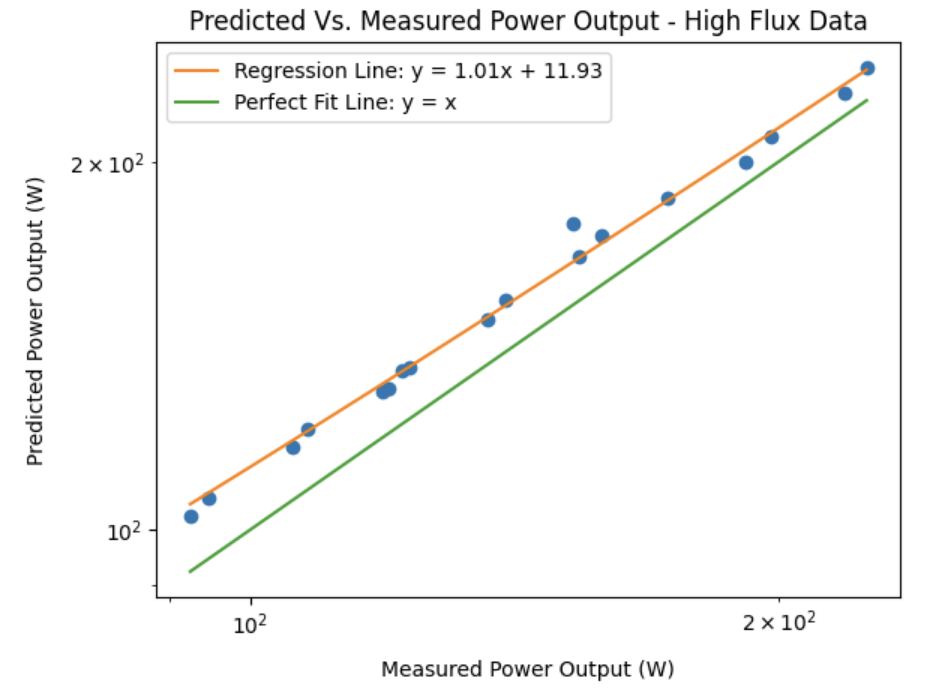 Predicted Vs. Measured Power Output - High Flux Data
Regression Line: y = 1.01x + 11.93
Perfect Fit Line: y = x
2 × 10²
10²
Predicted Power Output (W)
10²
2 × 10²
Measured Power Output (W)